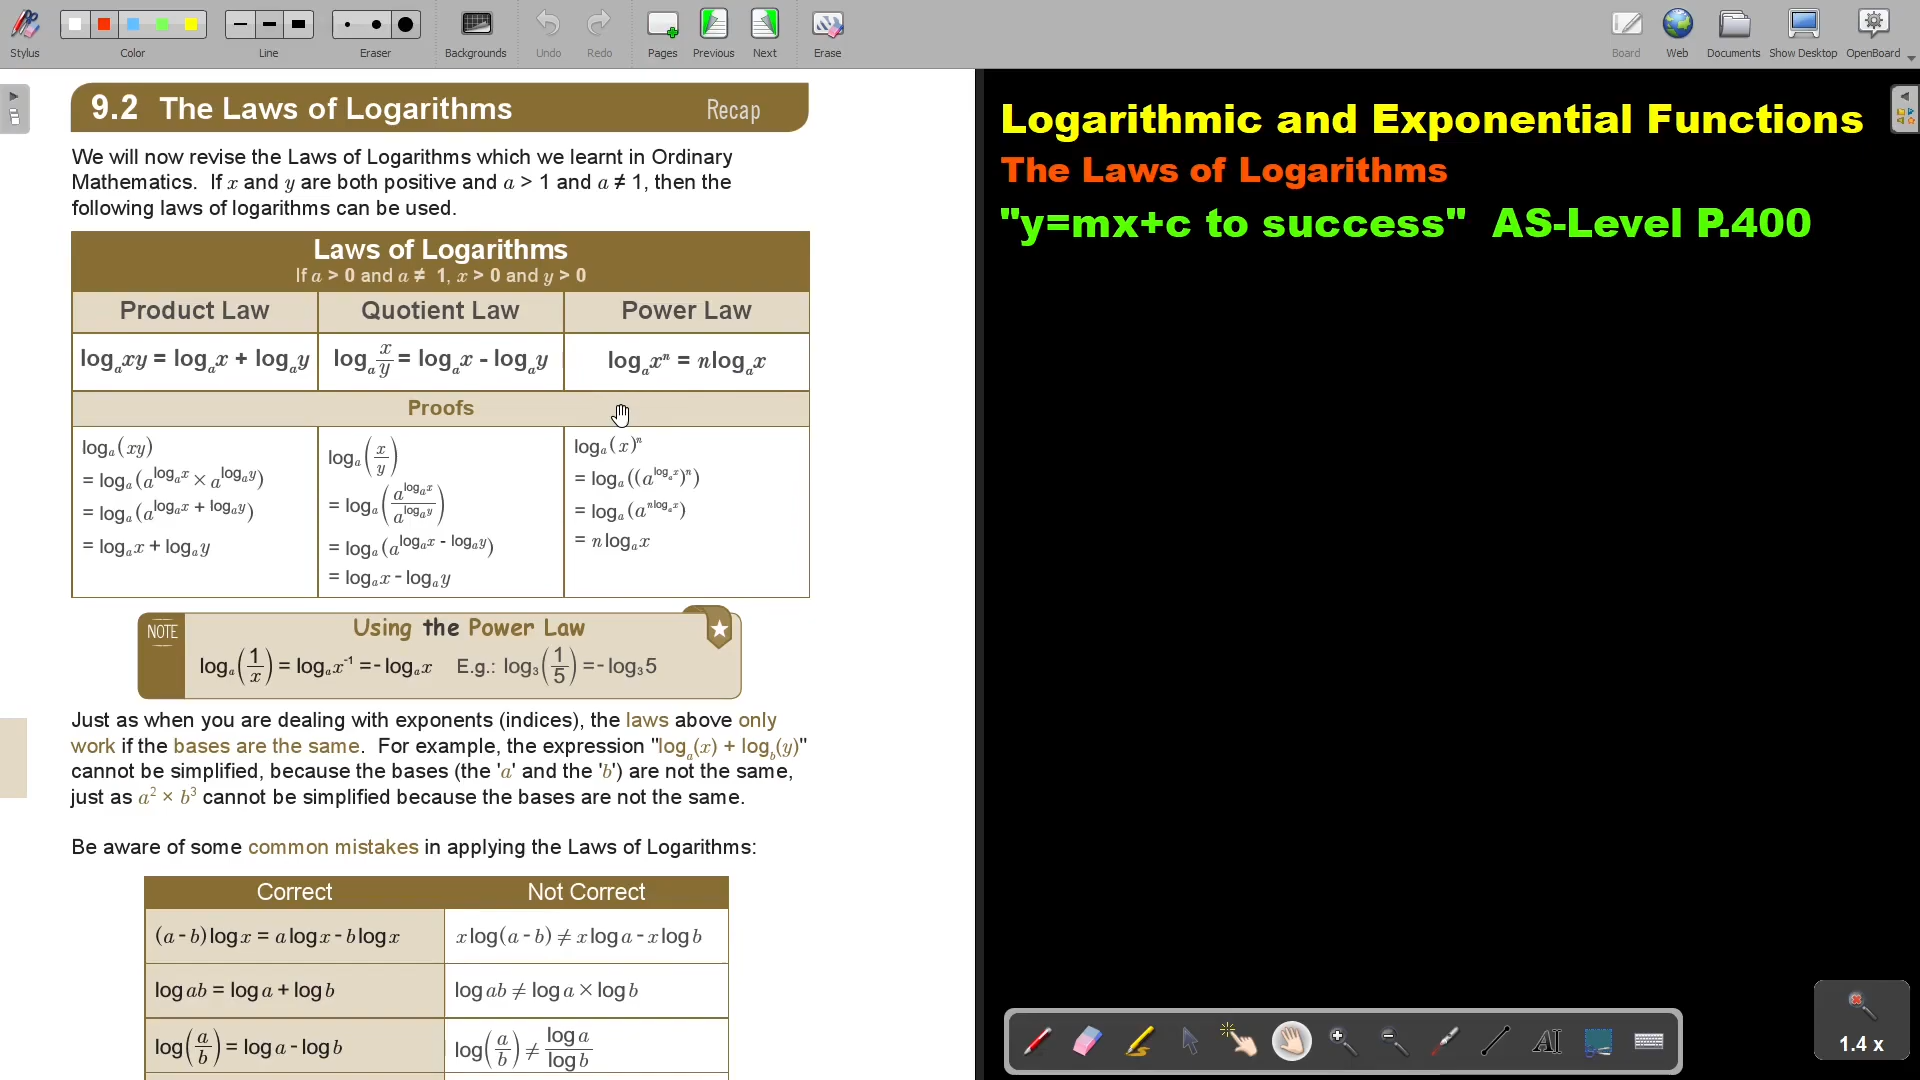 Stylus
Color
Line
Eraser
Backgrounds
Undo
Redo
Pages
Previous
Next
Erase
Board
Web
Documents
Show Desktop
OpenBoard
9.2 The Laws of Logarithms Recap
We will now revise the Laws of Logarithms which we learnt in Ordinary
Mathematics. If x and y are both positive and a > 1 and a ≠ 1, then the
following laws of logarithms can be used.
Laws of Logarithms
If a > 0 and a ≠ 1, x > 0 and y > 0
Product Law
Quotient Law
Power Law
logₐxy = logₐx + logₐy
logₐ x/y = logₐx - logₐy
logₐxⁿ = nlogₐx
Proofs
logₐ(xy)
= logₐ(a^(logₐx) × a^(logₐy))
= logₐ(a^(logₐx + logₐy))
= logₐx + logₐy
logₐ(x/y)
= logₐ(a^(logₐx)/a^(logₐy))
= logₐ(a^(logₐx - logₐy))
= logₐx - logₐy
logₐ(x)ⁿ
= logₐ((a^(logₐx))ⁿ)
= logₐ(a^(nlogₐx))
= nlogₐx
NOTE
Using the Power Law
logₐ(1/x) = logₐx⁻¹ = - logₐx E.g.: log₃(1/5) = - log₃5
Just as when you are dealing with exponents (indices), the laws above only
work if the bases are the same. For example, the expression "logₐ(x) + log_b(y)"
cannot be simplified, because the bases (the 'a' and the 'b') are not the same,
just as a² × b³ cannot be simplified because the bases are not the same.
Be aware of some common mistakes in applying the Laws of Logarithms:
Correct
Not Correct
(a - b)logx = alogx - blogx
xlog(a - b) ≠ xloga - xlogb
logab = loga + logb
logab ≠ loga × logb
log(a/b) = loga - logb
log(a/b) ≠ loga/logb
Logarithmic and Exponential Functions
The Laws of Logarithms
"y=mx+c to success" AS-Level P.400
AI
1.4 x